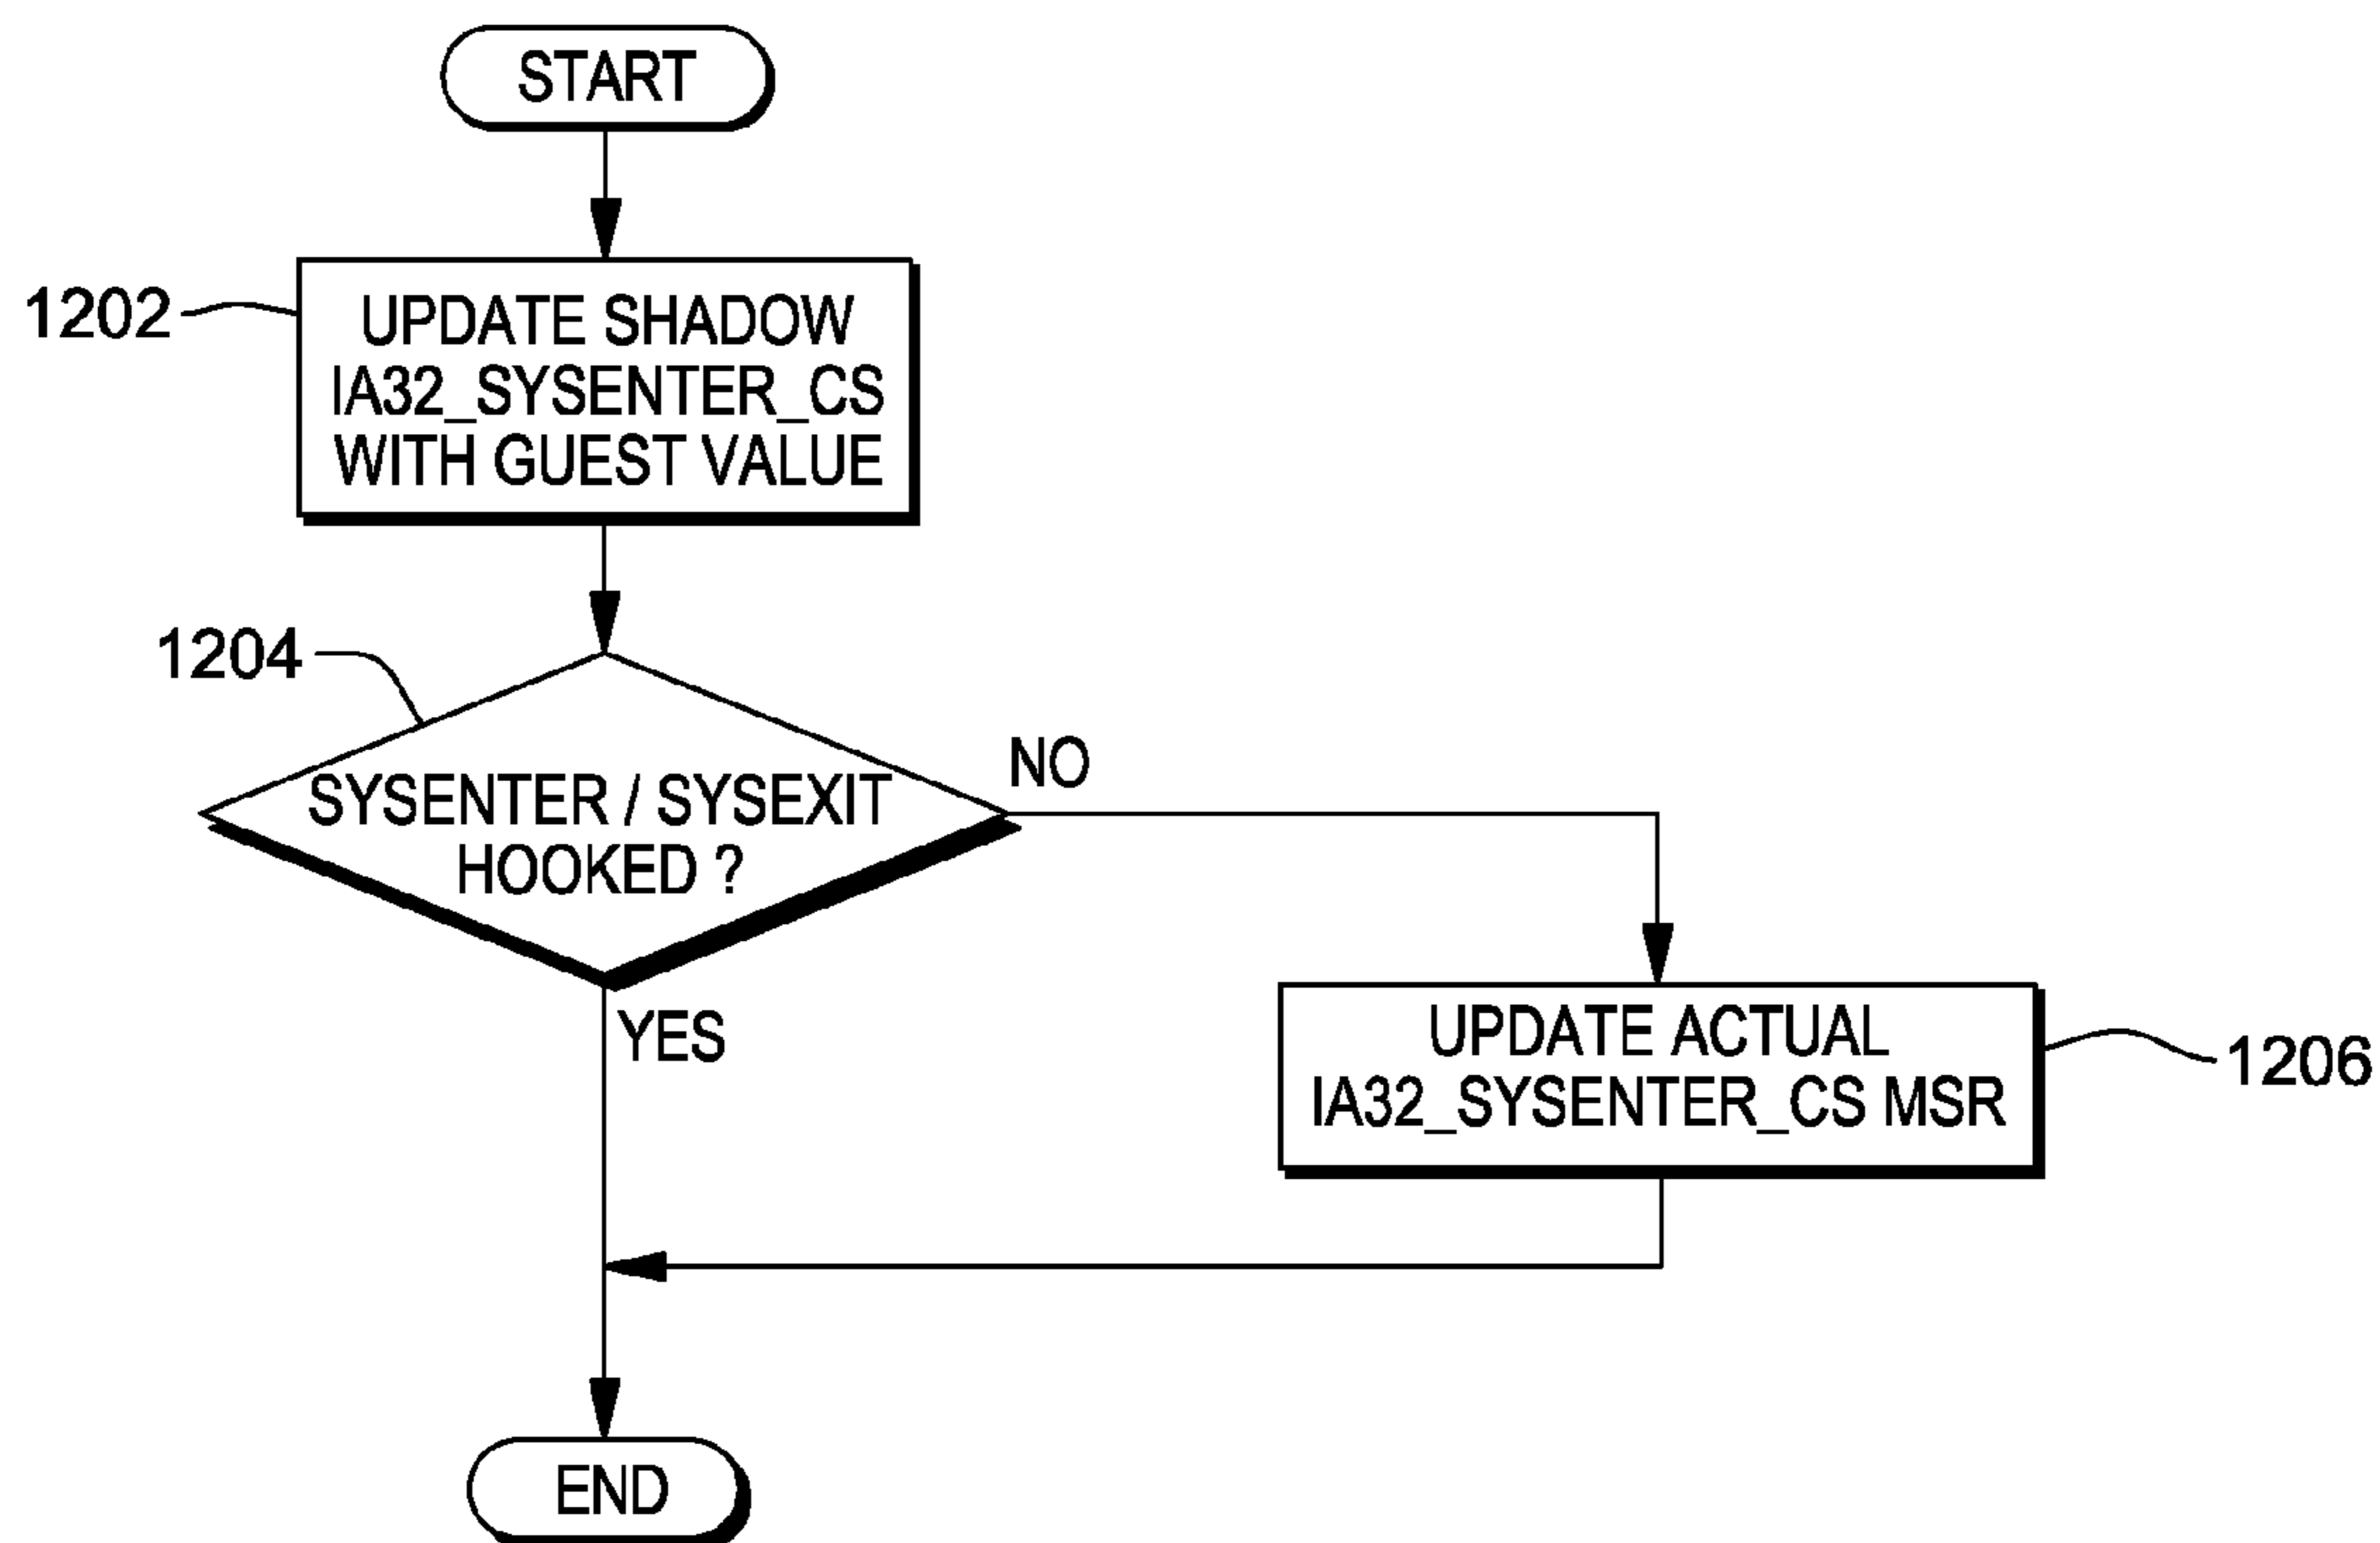 START
1202
UPDATE SHADOW
IA32_SYSENTER_CS
WITH GUEST VALUE
1204
SYSENTER / SYSEXIT
HOOKED ?
NO
YES
UPDATE ACTUAL
IA32_SYSENTER_CS MSR
1206
END